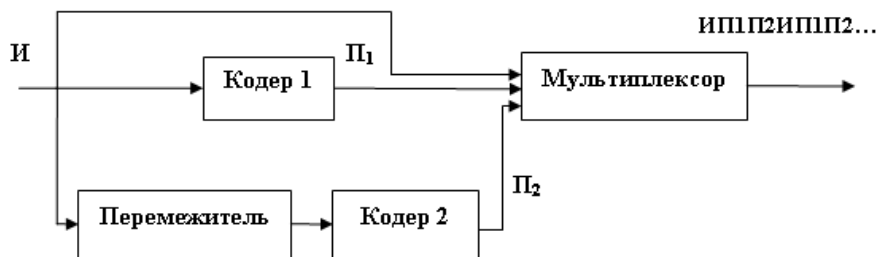 ИП1П2ИП1П2...
И
П₁
Кодер 1
Мультиплексор
П₂
Перемежитель
Кодер 2